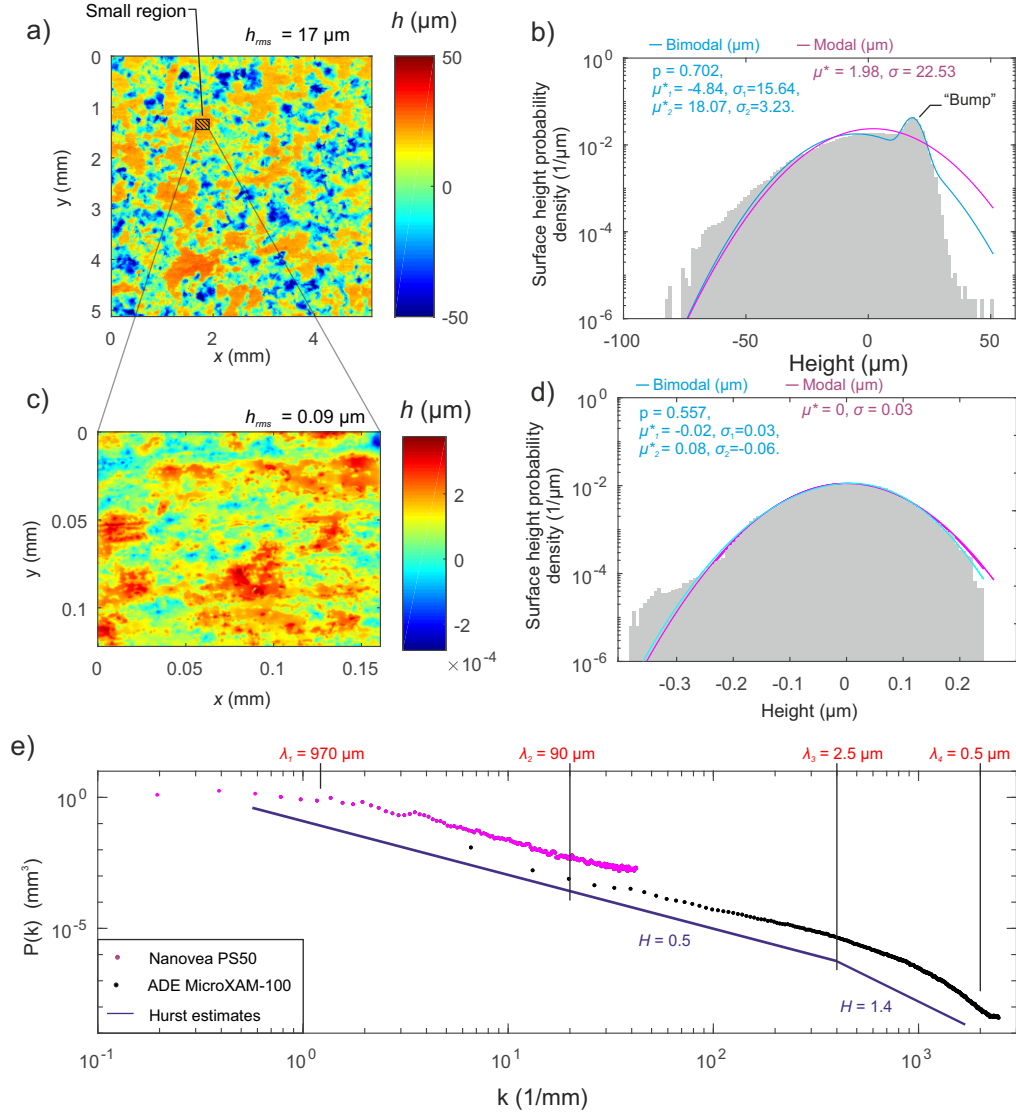 Small region
a)
h_rms = 17 µm
h (µm)
50
0
-50
0
1
2
3
4
5
y (mm)
0
2
4
x (mm)
b)
Bimodal (µm)
Modal (µm)
p = 0.702,
µ*₁ = -4.84, σ₁=15.64,
µ*₂ = 18.07, σ₂=3.23.
µ* = 1.98, σ = 22.53
"Bump"
Surface height probability
density (1/µm)
10⁰
10⁻²
10⁻⁴
10⁻⁶
-100
-50
0
50
Height (µm)
c)
h_rms = 0.09 µm
h (µm)
2
0
-2
×10⁻⁴
0
0.05
0.1
y (mm)
0
0.05
0.10
0.15
x (mm)
d)
Bimodal (µm)
Modal (µm)
p = 0.557,
µ*₁ = -0.02, σ₁=0.03,
µ*₂ = 0.08, σ₂=-0.06.
µ* = 0, σ = 0.03
Surface height probability
density (1/µm)
10⁰
10⁻²
10⁻⁴
10⁻⁶
-0.3
-0.2
-0.1
0
0.1
0.2
Height (µm)
e)
λ₁ = 970 µm
λ₂ = 90 µm
λ₃ = 2.5 µm
λ₄ = 0.5 µm
P(k) (mm³)
10⁰
10⁻⁵
H = 0.5
H = 1.4
Nanovea PS50
ADE MicroXAM-100
Hurst estimates
10⁻¹
10⁰
10¹
10²
10³
k (1/mm)